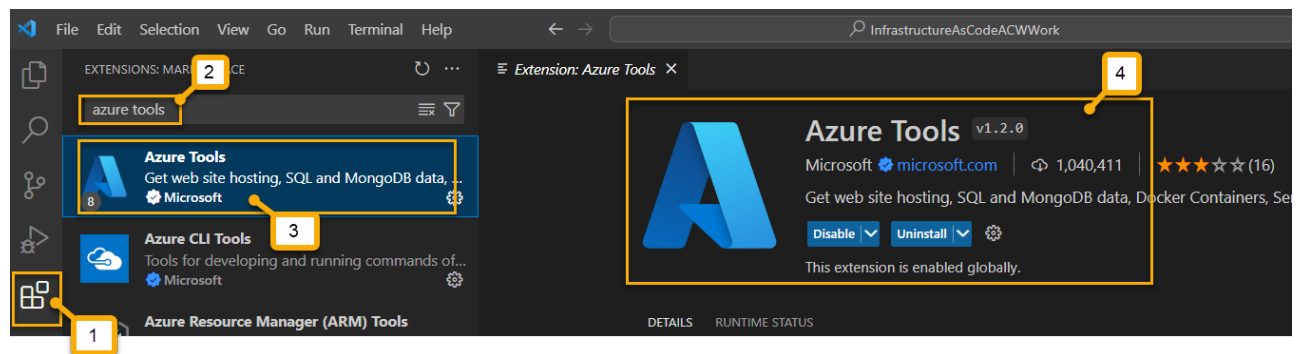 File Edit Selection View Go Run Terminal Help
InfrastructureAsCodeACWWork
EXTENSIONS: MAR CE
2
azure tools
Azure Tools
Get web site hosting, SQL and MongoDB data, ...
Microsoft
8
3
Azure CLI Tools
Tools for developing and running commands of...
Microsoft
Azure Resource Manager (ARM) Tools
1
Extension: Azure Tools
4
Azure Tools v1.2.0
Microsoft microsoft.com 1,040,411 (16)
Get web site hosting, SQL and MongoDB data, Docker Containers, Ser
Disable Uninstall
This extension is enabled globally.
DETAILS RUNTIME STATUS